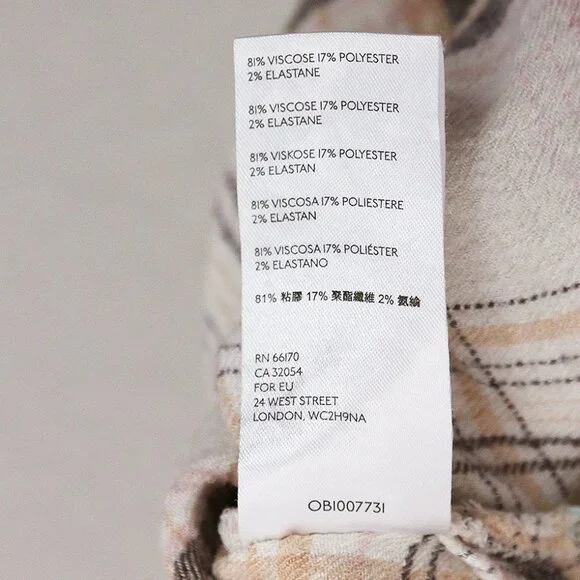 81% VISCOSE 17% POLYESTER
2% ELASTANE
81% VISCOSE 17% POLYESTER
2% ELASTANE
81% VISKOSE 17% POLYESTER
2% ELASTAN
81% VISCOSA 17% POLIESTERE
2% ELASTAN
81% VISCOSA 17% POLIÉSTER
2% ELASTANO
81% 粘膠 17% 聚酯纖維 2% 氨綸
RN 66170
CA 32054
FOR EU
24 WEST STREET
LONDON, WC2H9NA
OB1007731